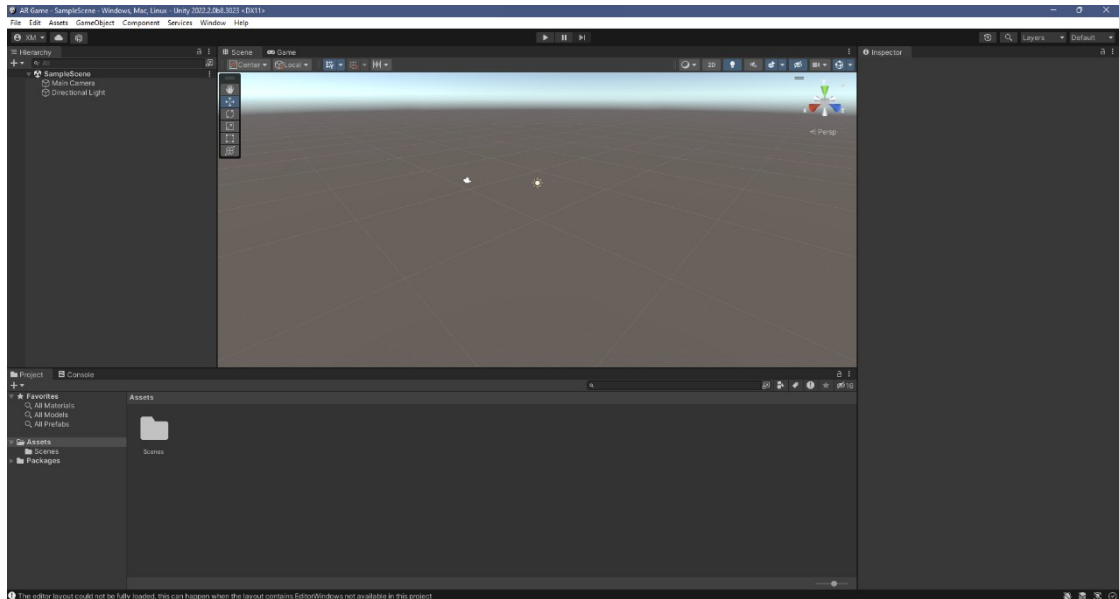 AR Game - SampleScene - Windows, Mac, Linux - Unity 2022.2.0b8.3023 <DX11>
File Edit Assets GameObject Component Services Window Help
XM
Layers Default
Hierarchy
All
SampleScene
Main Camera
Directional Light
Scene Game
Center Local 2D
Persp
Inspector
Project Console
16
Favorites
All Materials
All Models
All Prefabs
Assets
Scenes
Packages
Assets
Scenes
The editor layout could not be fully loaded, this can happen when the layout contains EditorWindows not available in this project